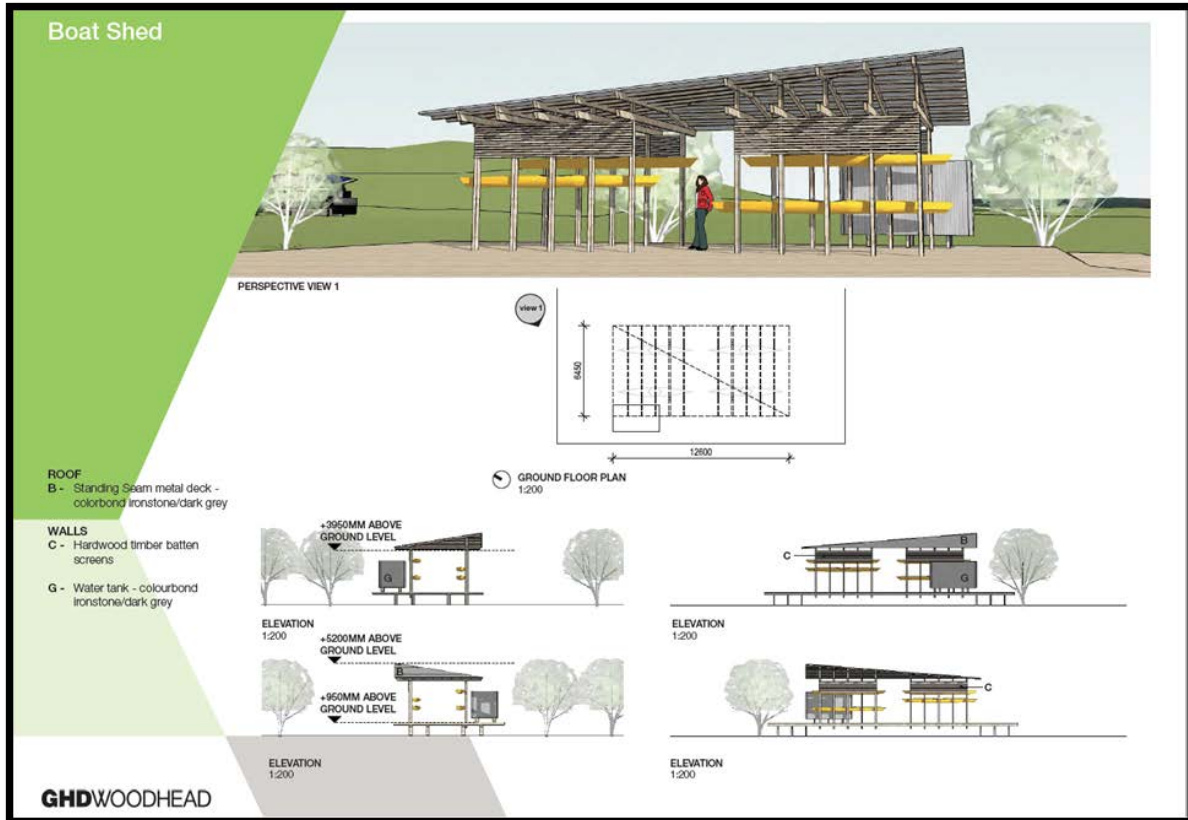 Boat Shed
PERSPECTIVE VIEW 1
view 1
6450
12600
GROUND FLOOR PLAN
1:200
ROOF
B - Standing Seam metal deck -
colorbond ironstone/dark grey
WALLS
C - Hardwood timber batten
screens
G - Water tank - colourbond
ironstone/dark grey
+3950MM ABOVE
GROUND LEVEL
G
ELEVATION
1:200
B
C
G
ELEVATION
1:200
+5200MM ABOVE
GROUND LEVEL
B
+950MM ABOVE
GROUND LEVEL
ELEVATION
1:200
C
ELEVATION
1:200
GHDWOODHEAD